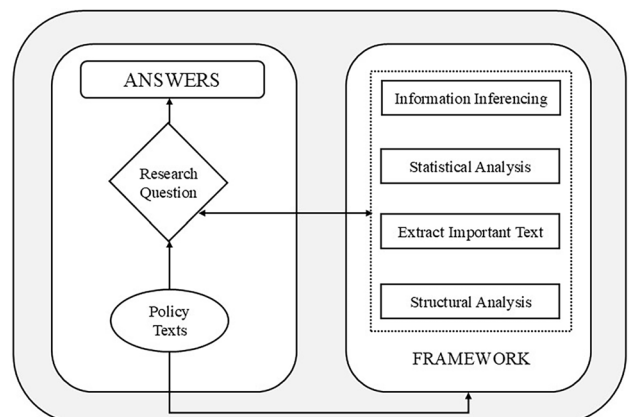 ANSWERS
Research
Question
Policy
Texts
Information Inferencing
Statistical Analysis
Extract Important Text
Structural Analysis
FRAMEWORK